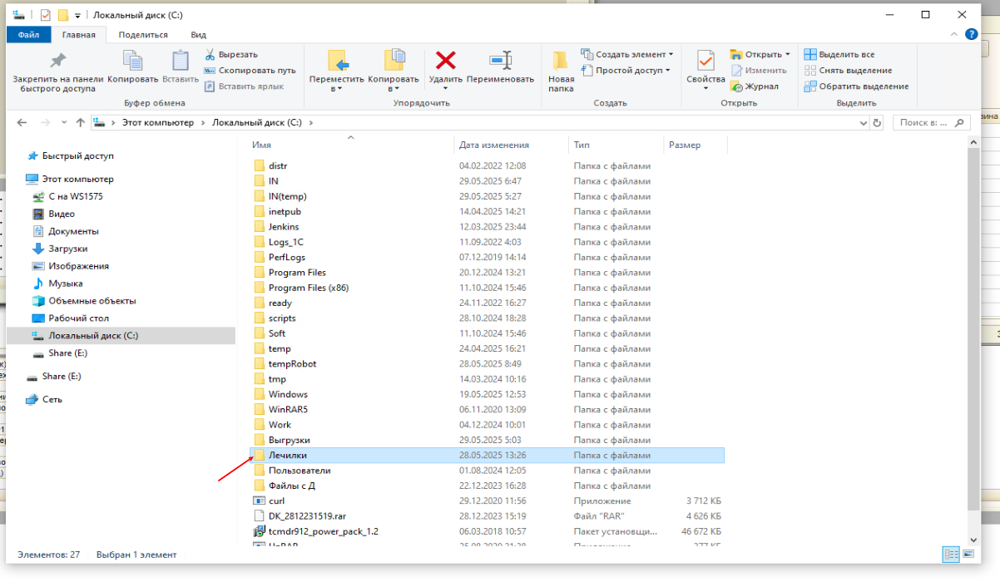 Локальный диск (C:)
Файл Главная Поделиться Вид
Закрепить на панели быстрого доступа
Копировать
Вставить
Вырезать
Скопировать путь
Вставить ярлык
Буфер обмена
Переместить в
Копировать в
Удалить
Переименовать
Упорядочить
Новая папка
Создать элемент
Простой доступ
Создать
Свойства
Открыть
Изменить
Журнал
Открыть
Выделить все
Снять выделение
Обратить выделение
Выделить
Этот компьютер > Локальный диск (C:) >
Поиск в: ...
Быстрый доступ
Этот компьютер
С на WS1575
Видео
Документы
Загрузки
Изображения
Музыка
Объемные объекты
Рабочий стол
Локальный диск (C:)
Share (E:)
Share (E:)
Сеть
Имя Дата изменения Тип Размер
distr 04.02.2022 12:08 Папка с файлами
IN 29.05.2025 6:47 Папка с файлами
IN(temp) 29.05.2025 5:27 Папка с файлами
inetpub 14.04.2025 14:21 Папка с файлами
Jenkins 12.03.2025 23:44 Папка с файлами
Logs_1C 11.09.2022 4:03 Папка с файлами
PerfLogs 07.12.2019 14:14 Папка с файлами
Program Files 20.12.2024 13:21 Папка с файлами
Program Files (x86) 11.10.2024 15:46 Папка с файлами
ready 24.11.2022 16:27 Папка с файлами
scripts 28.10.2024 18:28 Папка с файлами
Soft 11.10.2024 15:46 Папка с файлами
temp 24.04.2025 16:21 Папка с файлами
tempRobot 28.05.2025 8:49 Папка с файлами
tmp 14.03.2024 10:16 Папка с файлами
Windows 19.05.2025 12:53 Папка с файлами
WinRAR5 06.11.2020 13:09 Папка с файлами
Work 04.12.2024 10:01 Папка с файлами
Выгрузки 29.05.2025 5:03 Папка с файлами
Лечилки 28.05.2025 13:26 Папка с файлами
Пользователи 01.08.2024 12:05 Папка с файлами
Файлы с Д 22.12.2023 16:28 Папка с файлами
curl 29.12.2020 11:56 Приложение 3 712 КБ
DK_2812231519.rar 28.12.2023 15:19 Файл "RAR" 4 626 КБ
tcmdr912_power_pack_1.2 06.03.2018 10:57 Пакет установщи... 46 672 КБ
Элементов: 27 Выбран 1 элемент